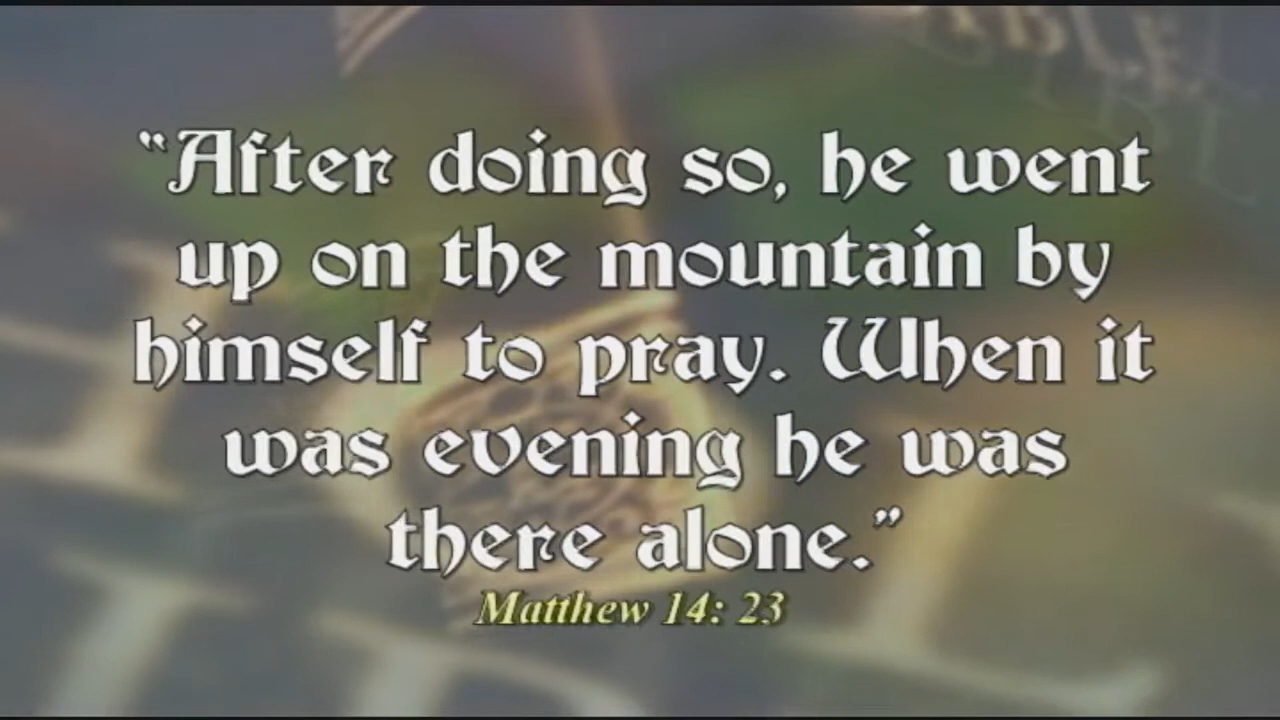 “After doing so, he went
up on the mountain by
himself to pray. When it
was evening he was
there alone.”
Matthew 14: 23